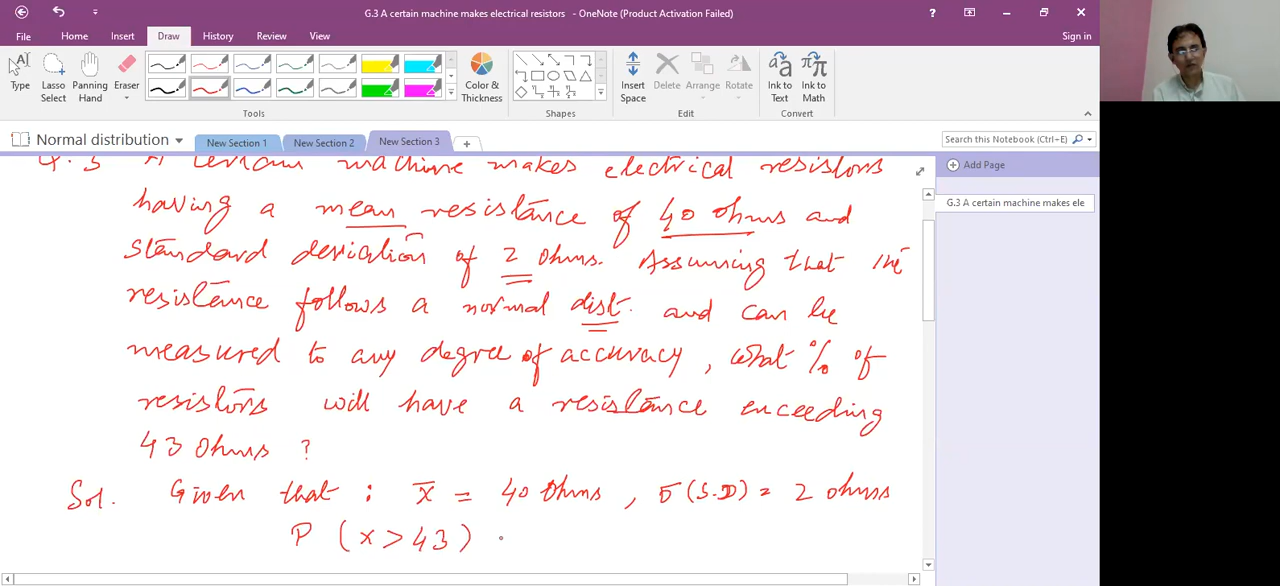 G.3 A certain machine makes electrical resistors - OneNote (Product Activation Failed)
File Home Insert Draw History Review View Sign in
Type Lasso Select Panning Hand Eraser Color & Thickness Insert Space Delete Arrange Rotate Ink to Text Ink to Math
Tools Shapes Edit Convert
Normal distribution New Section 1 New Section 2 New Section 3 Search this Notebook (Ctrl+E)
Add Page
G.3 A certain machine makes ele
Q.3 A certain machine makes electrical resistors
having a mean resistance of 40 ohms and
standard deviation of 2 ohms. Assuming that the
resistance follows a normal dist. and can be
measured to any degree of accuracy, what % of
resistors will have a resistance exceeding
43 Ohms ?
Sol. Given that : x̅ = 40 Ohms, σ (S.D) = 2 ohms
P (x > 43)